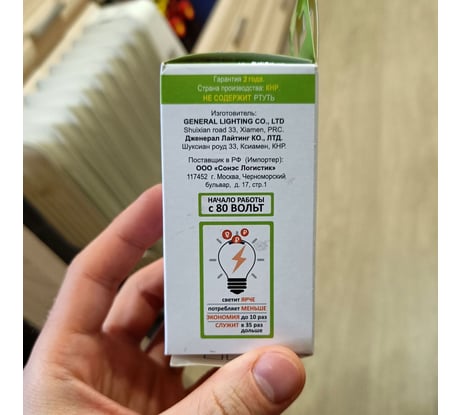 Гарантия 2 года.
Страна производства: КНР.
НЕ СОДЕРЖИТ РТУТЬ
Изготовитель:
GENERAL LIGHTING CO., LTD
Shuixian road 33, Xiamen, PRC.
Дженерал Лайтинг КО., ЛТД.
Шуксиан роуд 33, Ксиамен, КНР.
Поставщик в РФ (Импортер):
ООО «Сонэс Логистик»
117452 г. Москва, Черноморский
бульвар, д. 17, стр.1
НАЧАЛО РАБОТЫ
с 80 ВОЛЬТ
светит ЯРЧЕ
потребляет МЕНЬШЕ
ЭКОНОМИЯ до 10 раз
СЛУЖИТ в 35 раз
дольше